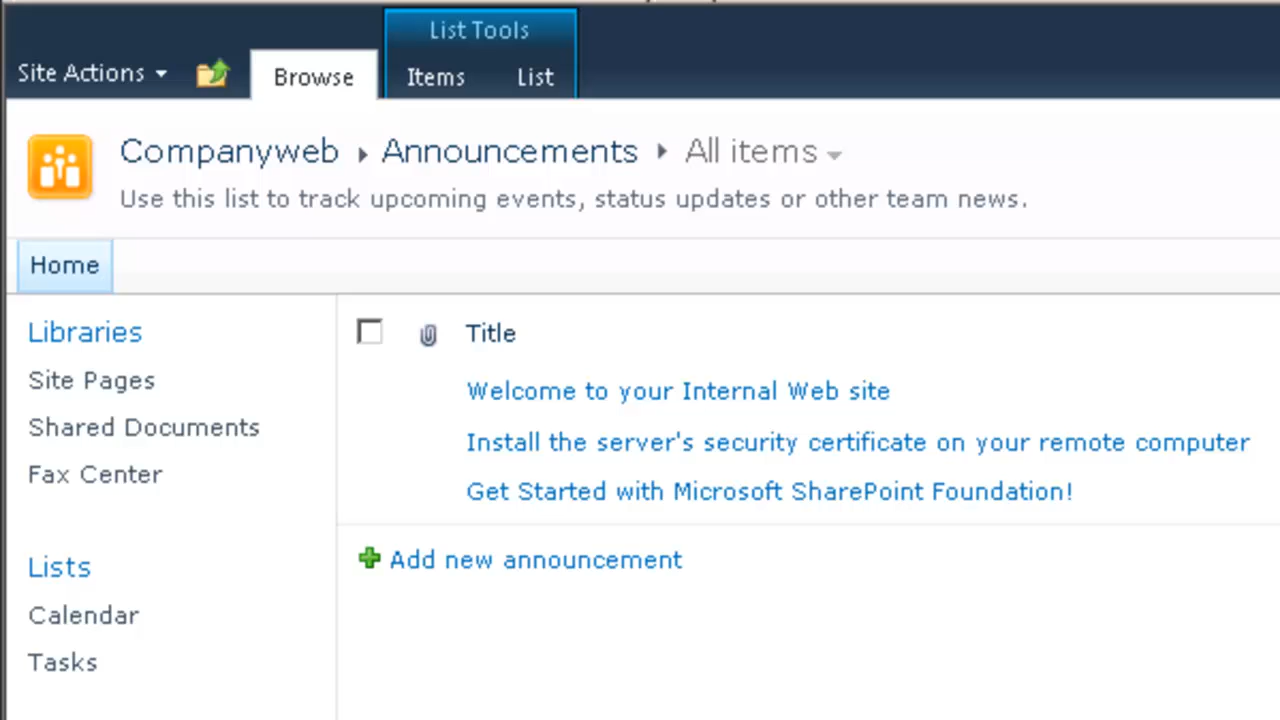 List Tools
Site Actions Browse Items List
Companyweb Announcements All items
Use this list to track upcoming events, status updates or other team news.
Home
Libraries
Site Pages
Shared Documents
Fax Center
Lists
Calendar
Tasks
Title
Welcome to your Internal Web site
Install the server's security certificate on your remote computer
Get Started with Microsoft SharePoint Foundation!
Add new announcement